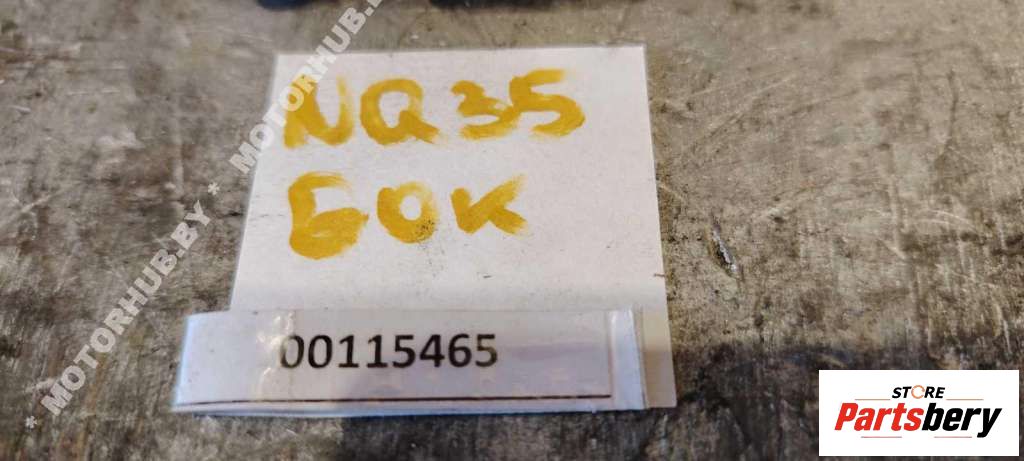 NQ35
БОК
00115465
* MOTORHUB.BY * MOTORHUB.BY
STORE
Partsbery